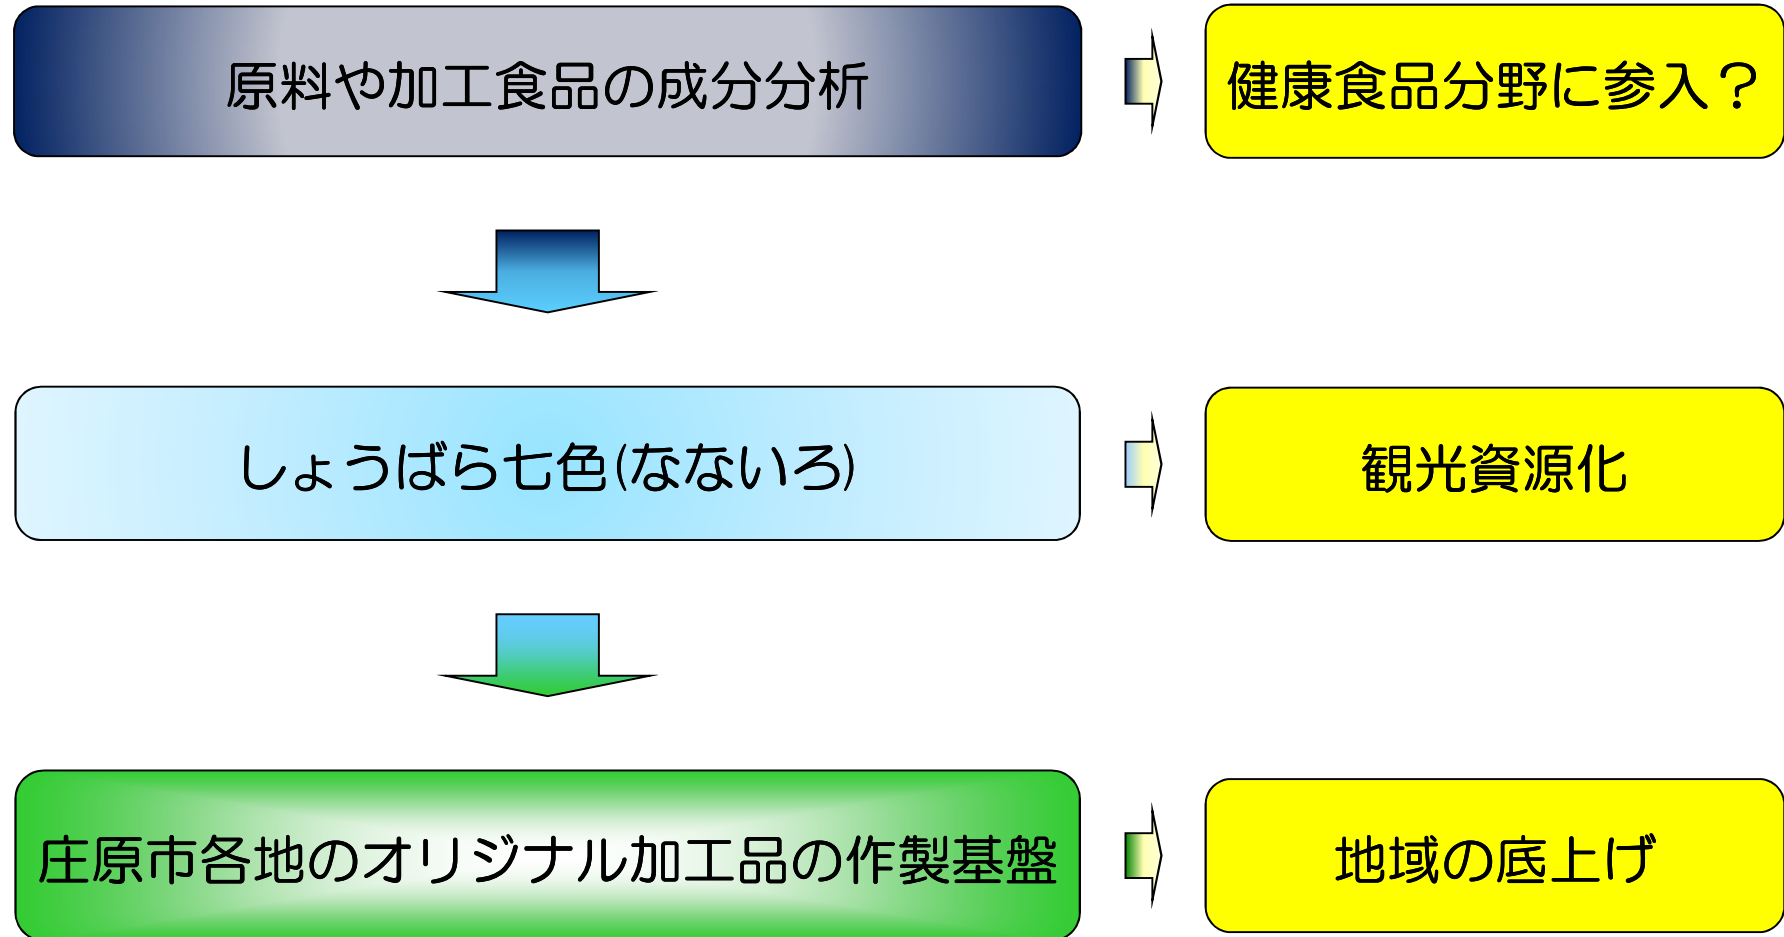 原料や加工食品の成分分析
健康食品分野に参入？
しょうばら七色(なないろ)
観光資源化
庄原市各地のオリジナル加工品の作製基盤
地域の底上げ